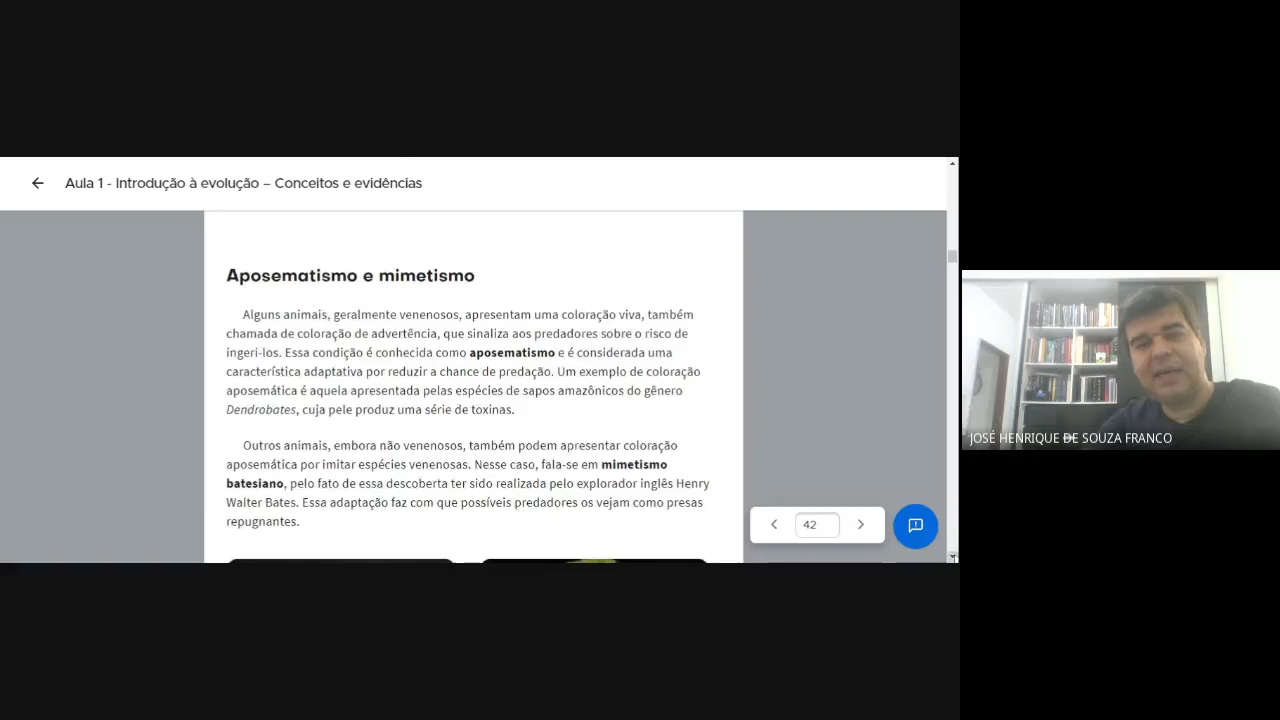 Aula 1 - Introdução à evolução – Conceitos e evidências
Aposematismo e mimetismo
Alguns animais, geralmente venenosos, apresentam uma coloração viva, também
chamada de coloração de advertência, que sinaliza aos predadores sobre o risco de
ingeri-los. Essa condição é conhecida como aposematismo e é considerada uma
característica adaptativa por reduzir a chance de predação. Um exemplo de coloração
aposemática é aquela apresentada pelas espécies de sapos amazônicos do gênero
Dendrobates, cuja pele produz uma série de toxinas.
Outros animais, embora não venenosos, também podem apresentar coloração
aposemática por imitar espécies venenosas. Nesse caso, fala-se em mimetismo
batesiano, pelo fato de essa descoberta ter sido realizada pelo explorador inglês Henry
Walter Bates. Essa adaptação faz com que possíveis predadores os vejam como presas
repugnantes.
42
JOSÉ HENRIQUE DE SOUZA FRANCO